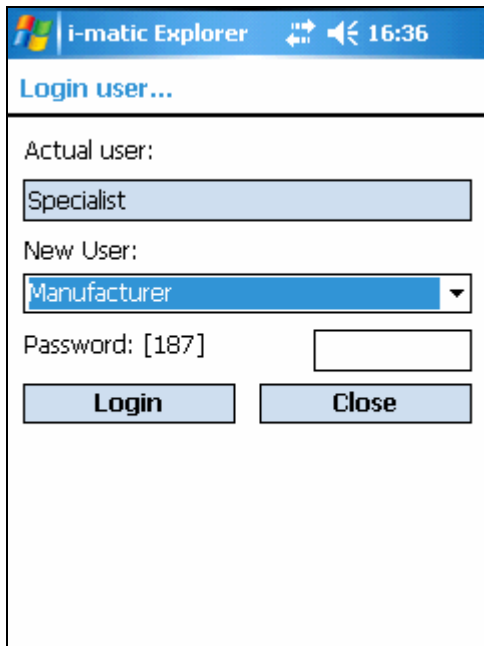 i-matic Explorer 16:36
Login user...
Actual user:
Specialist
New User:
Manufacturer
Password: [187]
Login Close